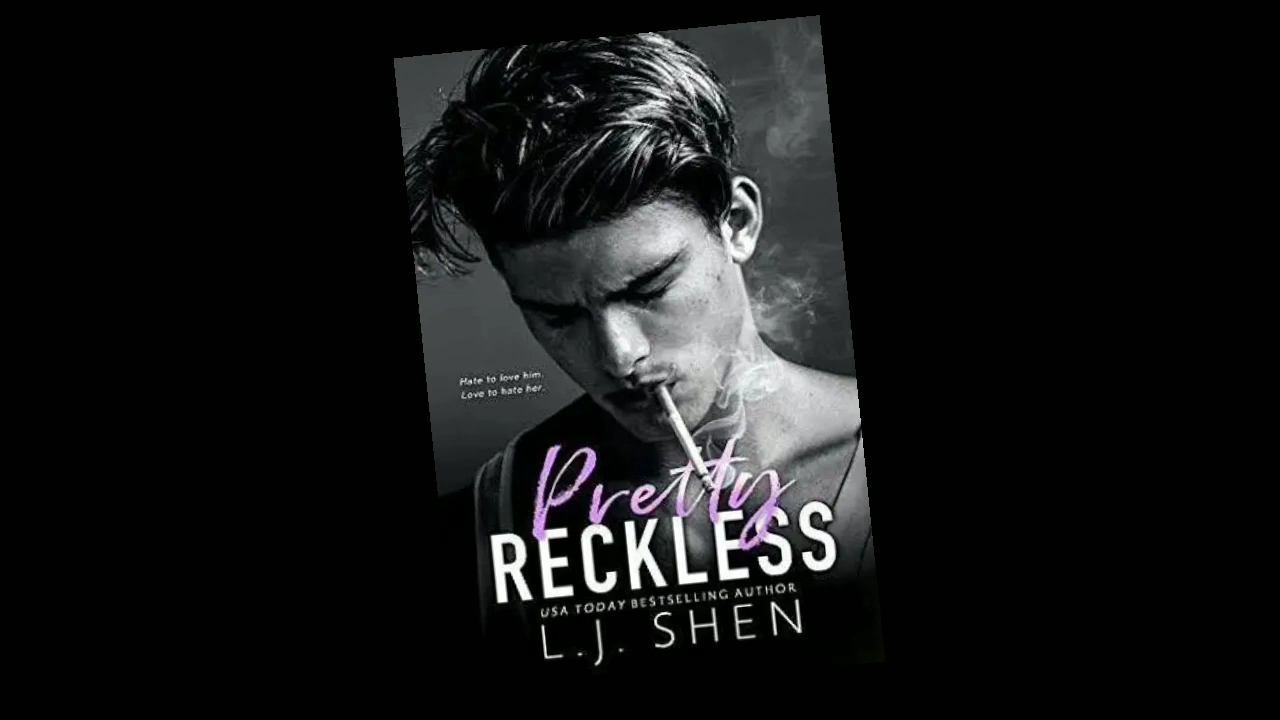 Hate to love him.
Love to hate her.
Pretty
RECKLESS
USA TODAY BESTSELLING AUTHOR
L.J. SHEN